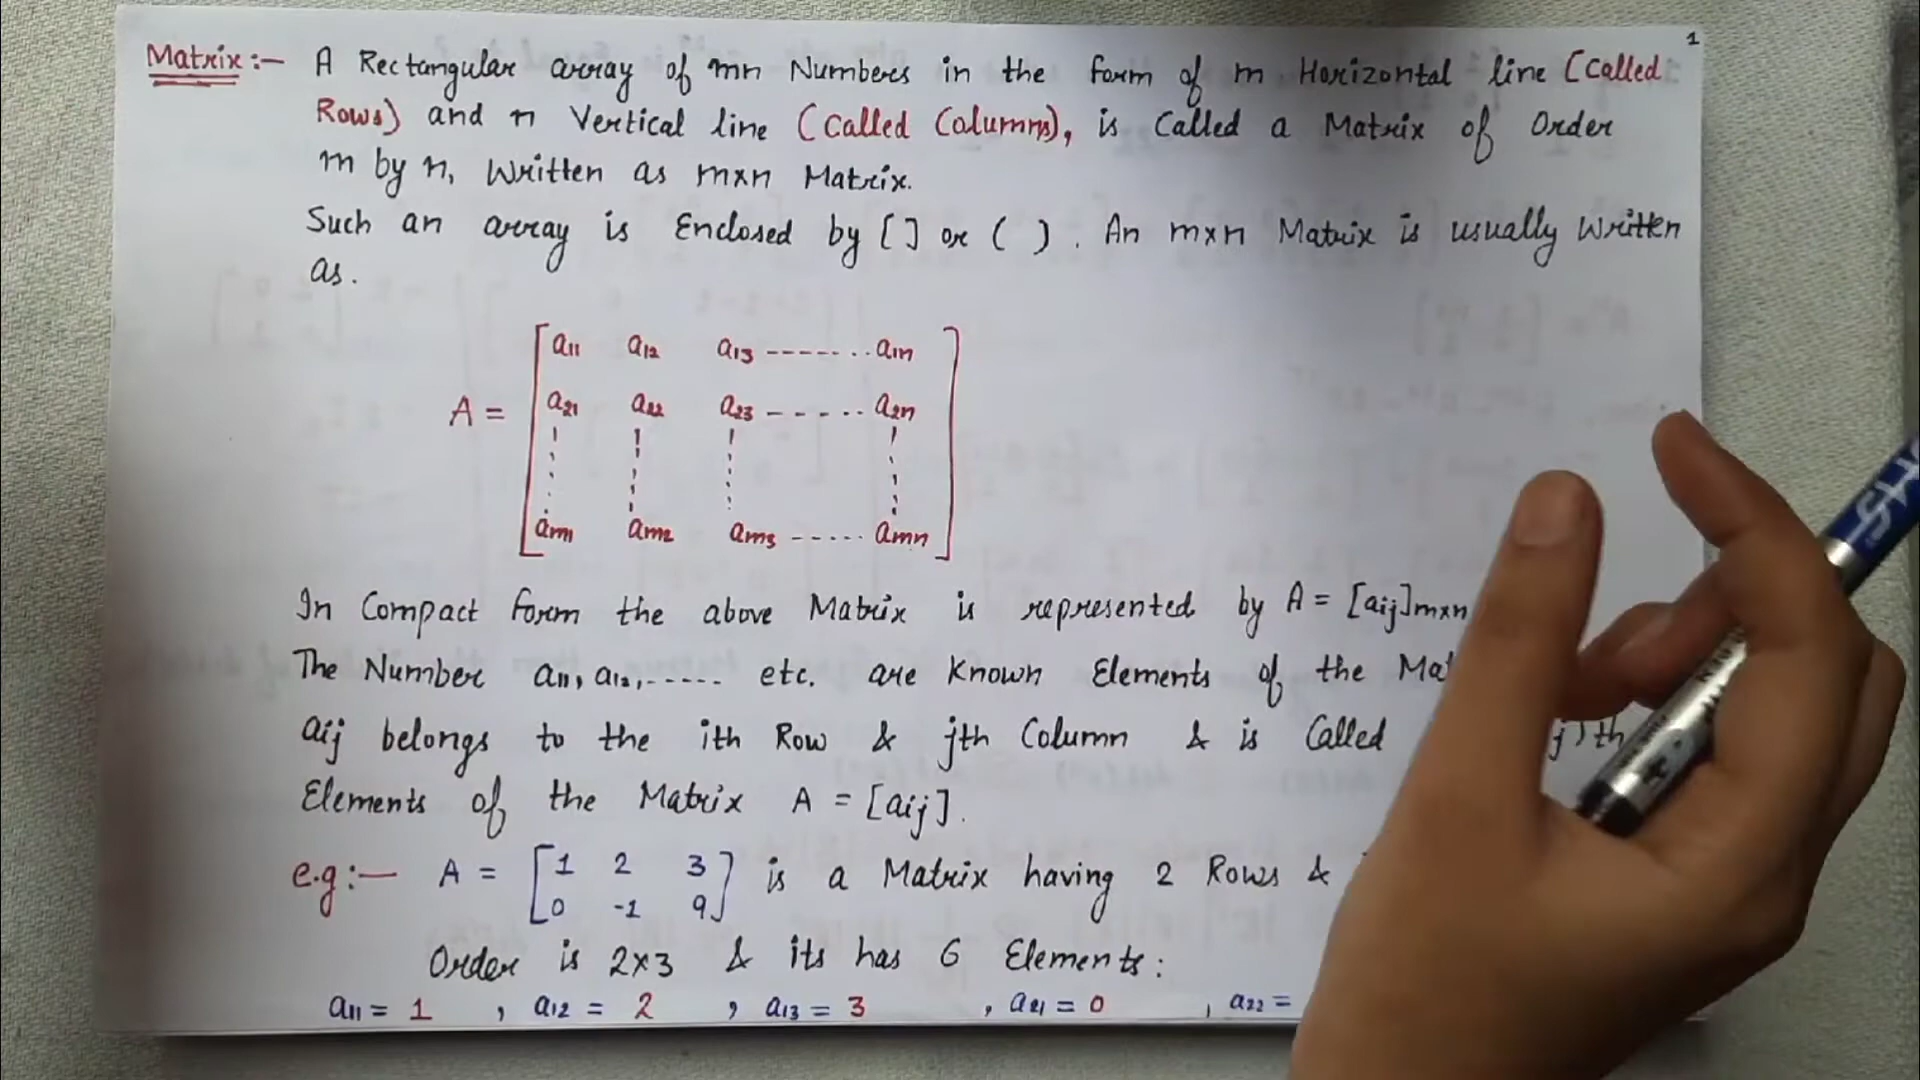 1
Matrix :- A Rectangular array of mn Numbers in the form of m Horizontal line (Called
Rows) and n Vertical line (Called Columns), is Called a Matrix of Order
m by n, Written as m×n Matrix.
Such an array is Enclosed by [ ] or ( ). An m×n Matrix is usually Written
as.
a11 a12 a13 ------.. a1n
A = a21 a22 a23 - - - - .. a2n
am1 am2 am3 ------ amn
In Compact form the above Matrix is represented by A = [aij]m×n
The Number a11, a12, ----- etc. are Known Elements of the Mat
aij belongs to the ith Row & jth Column & is Called j)th
Elements of the Matrix A = [aij].
e.g :- A = [1 2 3 is a Matrix having 2 Rows &
0 -1 9]
Order is 2×3 & its has 6 Elements:
a11 = 1 , a12 = 2 , a13 = 3 , a21 = 0 , a22 =